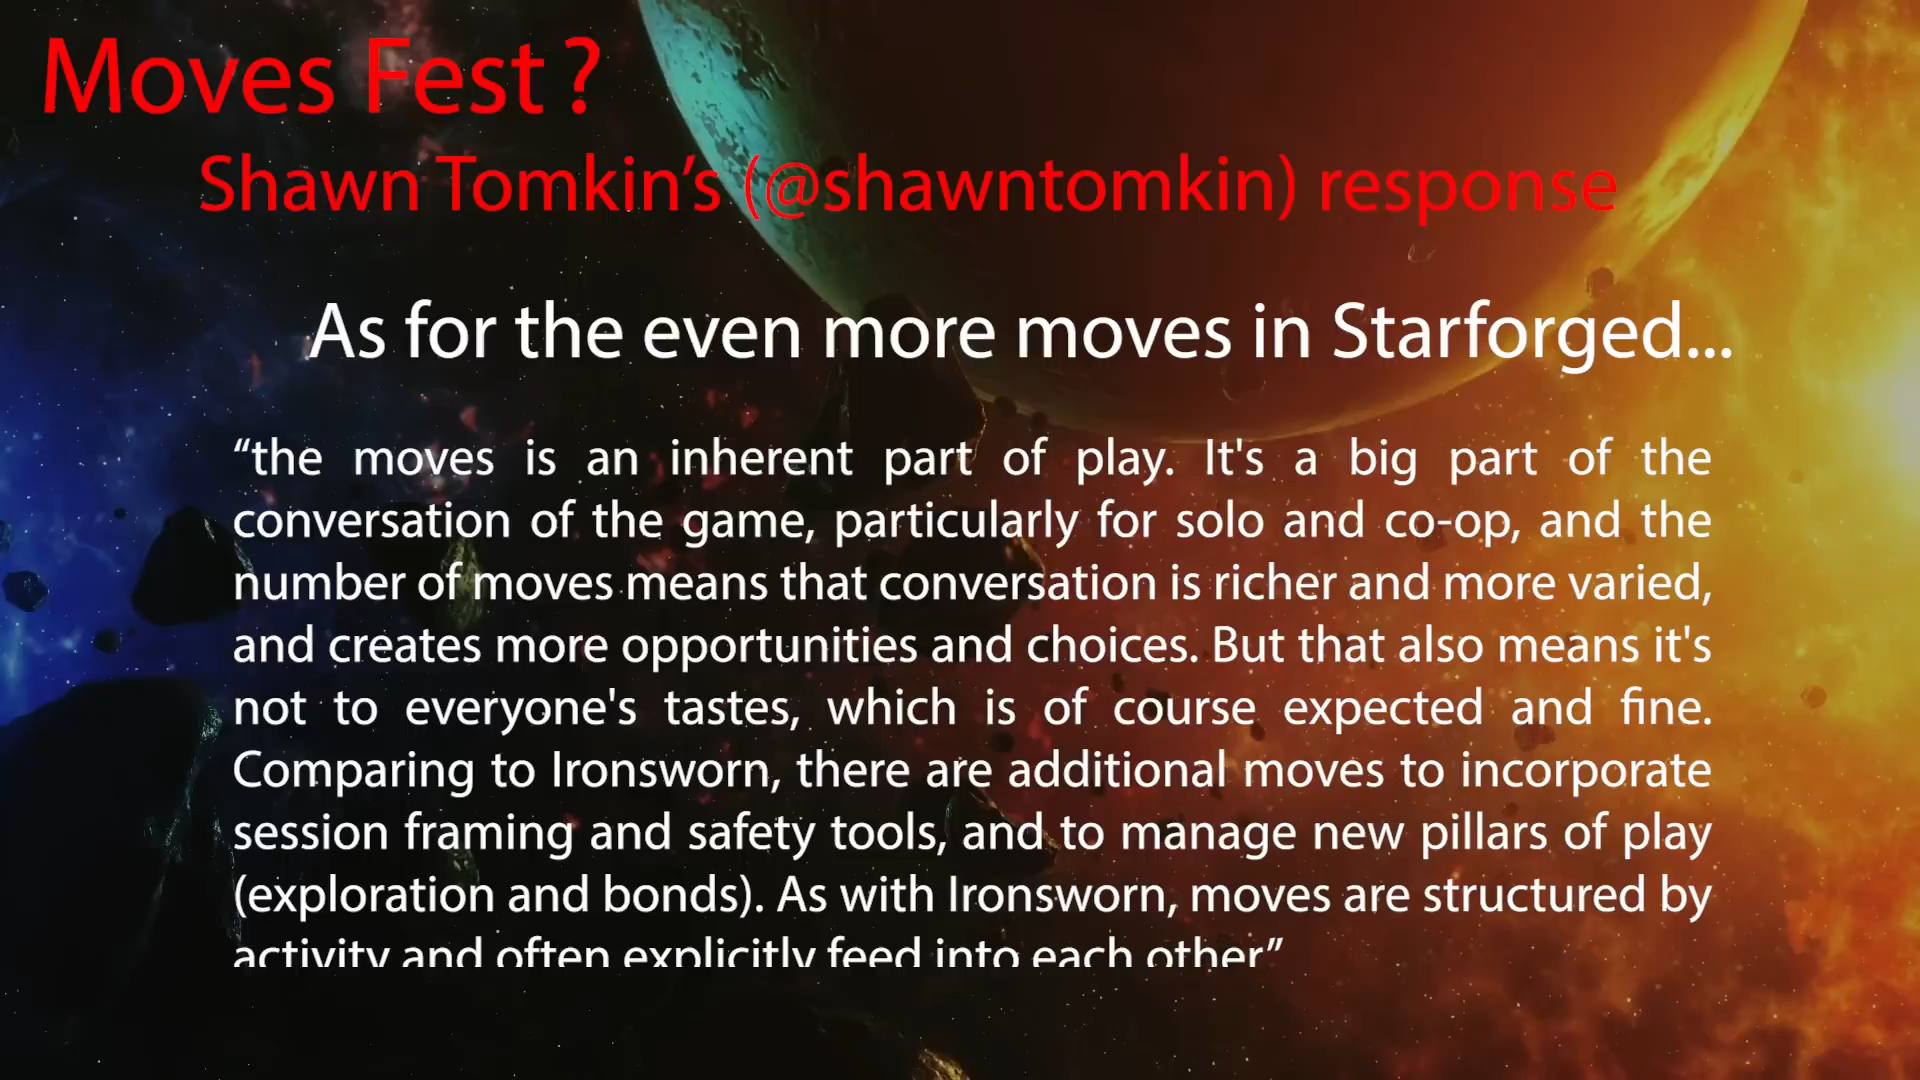 Moves Fest ?
Shawn Tomkin’s (@shawntomkin) response
As for the even more moves in Starforged...
“the moves is an inherent part of play. It's a big part of the
conversation of the game, particularly for solo and co-op, and the
number of moves means that conversation is richer and more varied,
and creates more opportunities and choices. But that also means it's
not to everyone's tastes, which is of course expected and fine.
Comparing to Ironsworn, there are additional moves to incorporate
session framing and safety tools, and to manage new pillars of play
(exploration and bonds). As with Ironsworn, moves are structured by
activity and often explicitly feed into each other”